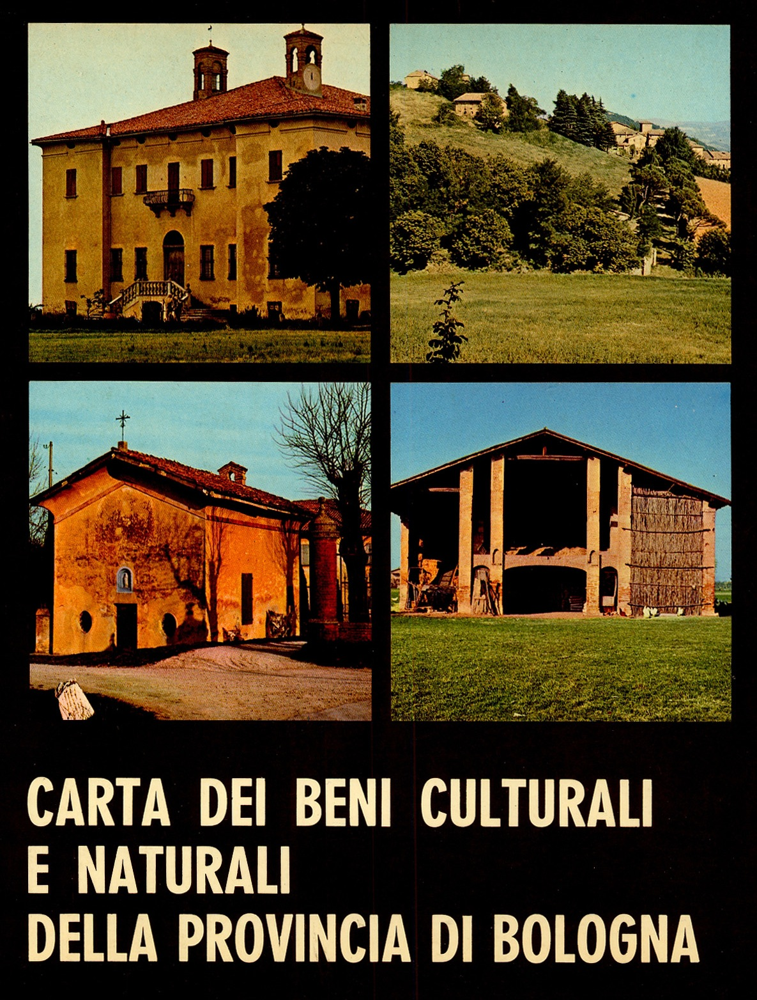 CARTA DEI BENI CULTURALI
E NATURALI
DELLA PROVINCIA DI BOLOGNA